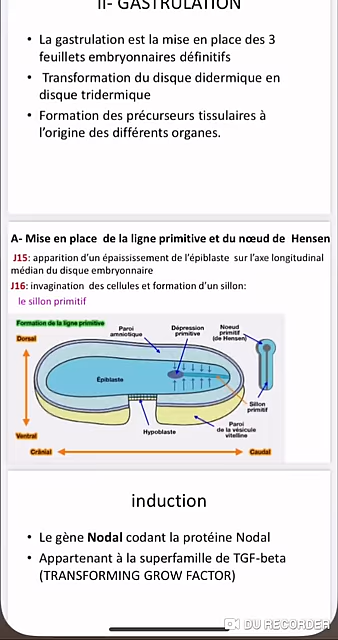 II- GASTRULATION
• La gastrulation est la mise en place des 3
feuillets embryonnaires définitifs
• Transformation du disque didermique en
disque tridermique
• Formation des précurseurs tissulaires à
l'origine des différents organes.
A- Mise en place de la ligne primitive et du nœud de Hensen
J15: apparition d'un épaississement de l'épiblaste sur l'axe longitudinal
médian du disque embryonnaire
J16: invagination des cellules et formation d'un sillon:
le sillon primitif
Formation de la ligne primitive
Dorsal
Paroi
amniotique
Dépression
primitive
Noeud
primitif
(de Hensen)
Épiblaste
Sillon
primitif
Hypoblaste
Paroi
de la vésicule
vitelline
Ventral
Crânial
Caudal
induction
• Le gène Nodal codant la protéine Nodal
• Appartenant à la superfamille de TGF-beta
(TRANSFORMING GROW FACTOR)
DU RECORDER